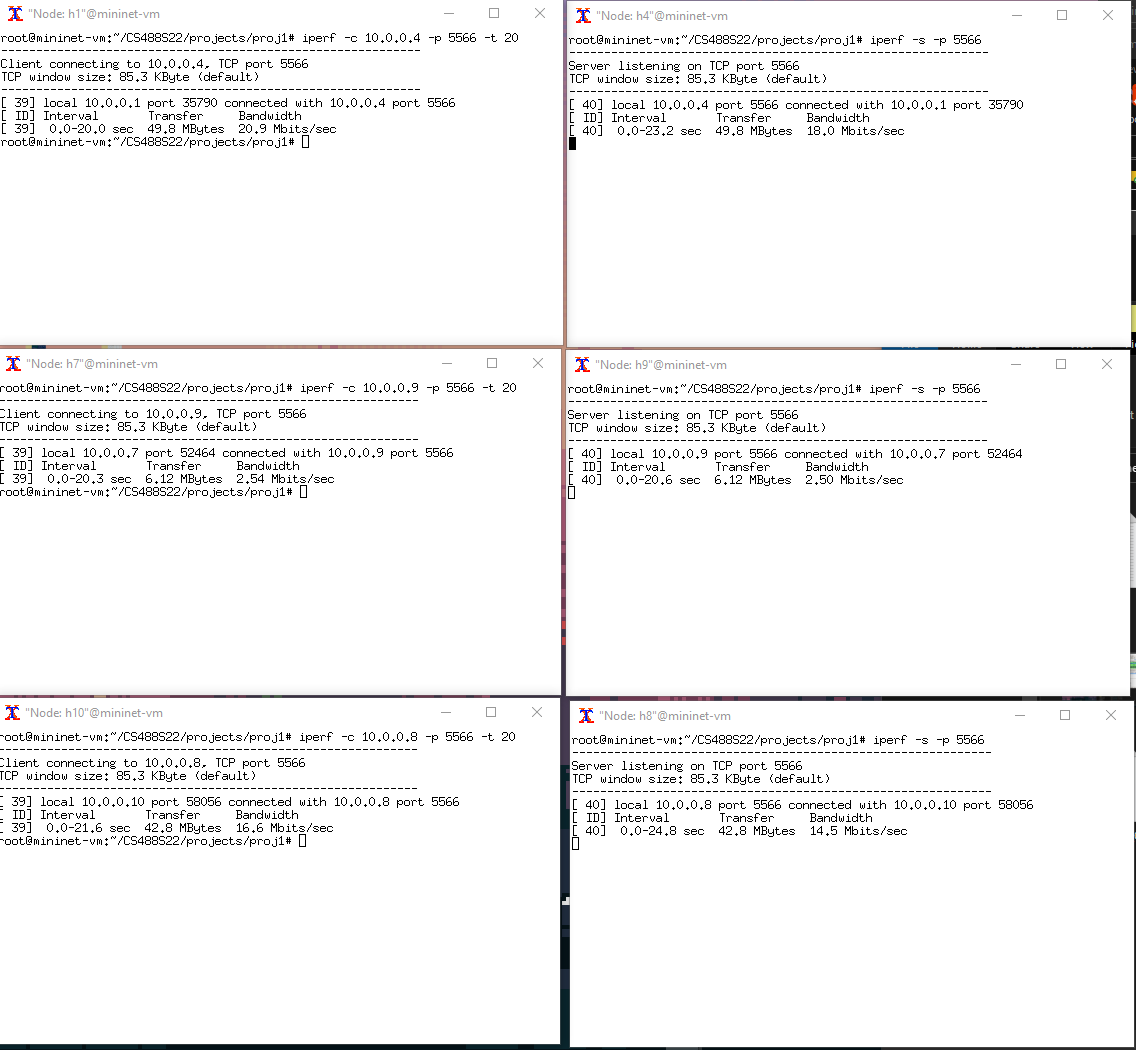 "Node: h1"@mininet-vm
root@mininet-vm:~/CS488S22/projects/proj1# iperf -c 10.0.0.4 -p 5566 -t 20
------------------------------------------------------------
Client connecting to 10.0.0.4, TCP port 5566
TCP window size: 85.3 KByte (default)
------------------------------------------------------------
[ 39] local 10.0.0.1 port 35790 connected with 10.0.0.4 port 5566
[ ID] Interval       Transfer     Bandwidth
[ 39]  0.0-20.0 sec  49.8 MBytes  20.9 Mbits/sec
root@mininet-vm:~/CS488S22/projects/proj1#
"Node: h4"@mininet-vm
root@mininet-vm:~/CS488S22/projects/proj1# iperf -s -p 5566
------------------------------------------------------------
Server listening on TCP port 5566
TCP window size: 85.3 KByte (default)
------------------------------------------------------------
[ 40] local 10.0.0.4 port 5566 connected with 10.0.0.1 port 35790
[ ID] Interval       Transfer     Bandwidth
[ 40]  0.0-23.2 sec  49.8 MBytes  18.0 Mbits/sec
"Node: h7"@mininet-vm
root@mininet-vm:~/CS488S22/projects/proj1# iperf -c 10.0.0.9 -p 5566 -t 20
------------------------------------------------------------
Client connecting to 10.0.0.9, TCP port 5566
TCP window size: 85.3 KByte (default)
------------------------------------------------------------
[ 39] local 10.0.0.7 port 52464 connected with 10.0.0.9 port 5566
[ ID] Interval       Transfer     Bandwidth
[ 39]  0.0-20.3 sec  6.12 MBytes  2.54 Mbits/sec
root@mininet-vm:~/CS488S22/projects/proj1#
"Node: h9"@mininet-vm
root@mininet-vm:~/CS488S22/projects/proj1# iperf -s -p 5566
------------------------------------------------------------
Server listening on TCP port 5566
TCP window size: 85.3 KByte (default)
------------------------------------------------------------
[ 40] local 10.0.0.9 port 5566 connected with 10.0.0.7 port 52464
[ ID] Interval       Transfer     Bandwidth
[ 40]  0.0-20.6 sec  6.12 MBytes  2.50 Mbits/sec
"Node: h10"@mininet-vm
root@mininet-vm:~/CS488S22/projects/proj1# iperf -c 10.0.0.8 -p 5566 -t 20
------------------------------------------------------------
Client connecting to 10.0.0.8, TCP port 5566
TCP window size: 85.3 KByte (default)
------------------------------------------------------------
[ 39] local 10.0.0.10 port 58056 connected with 10.0.0.8 port 5566
[ ID] Interval       Transfer     Bandwidth
[ 39]  0.0-21.6 sec  42.8 MBytes  16.6 Mbits/sec
root@mininet-vm:~/CS488S22/projects/proj1#
"Node: h8"@mininet-vm
root@mininet-vm:~/CS488S22/projects/proj1# iperf -s -p 5566
------------------------------------------------------------
Server listening on TCP port 5566
TCP window size: 85.3 KByte (default)
------------------------------------------------------------
[ 40] local 10.0.0.8 port 5566 connected with 10.0.0.10 port 58056
[ ID] Interval       Transfer     Bandwidth
[ 40]  0.0-24.8 sec  42.8 MBytes  14.5 Mbits/sec